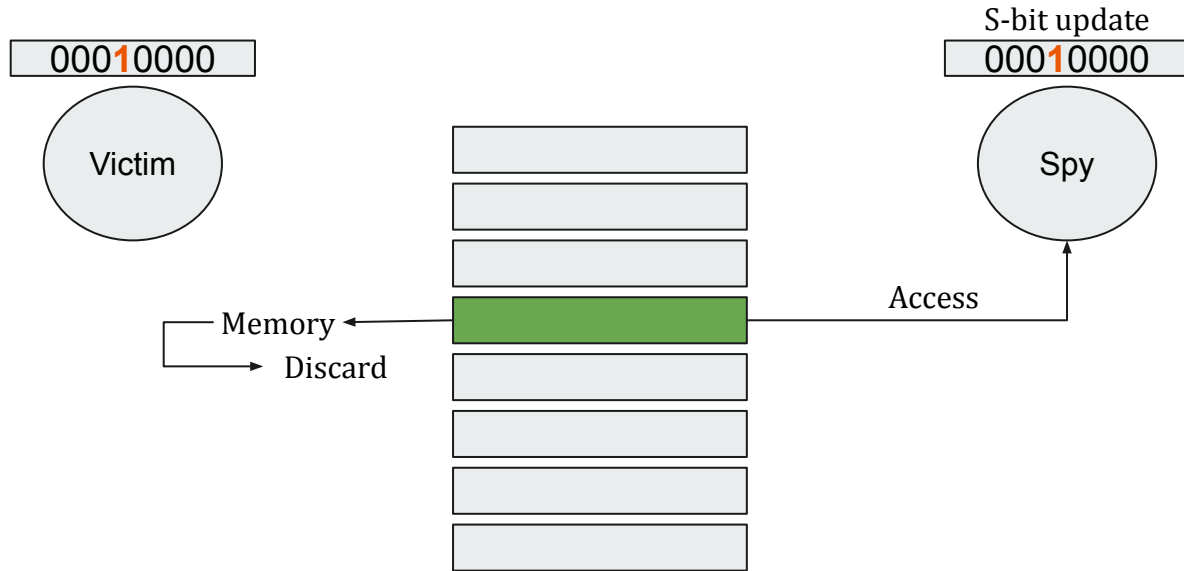 S-bit update
00010000
00010000
Victim
Spy
Access
Memory
Discard